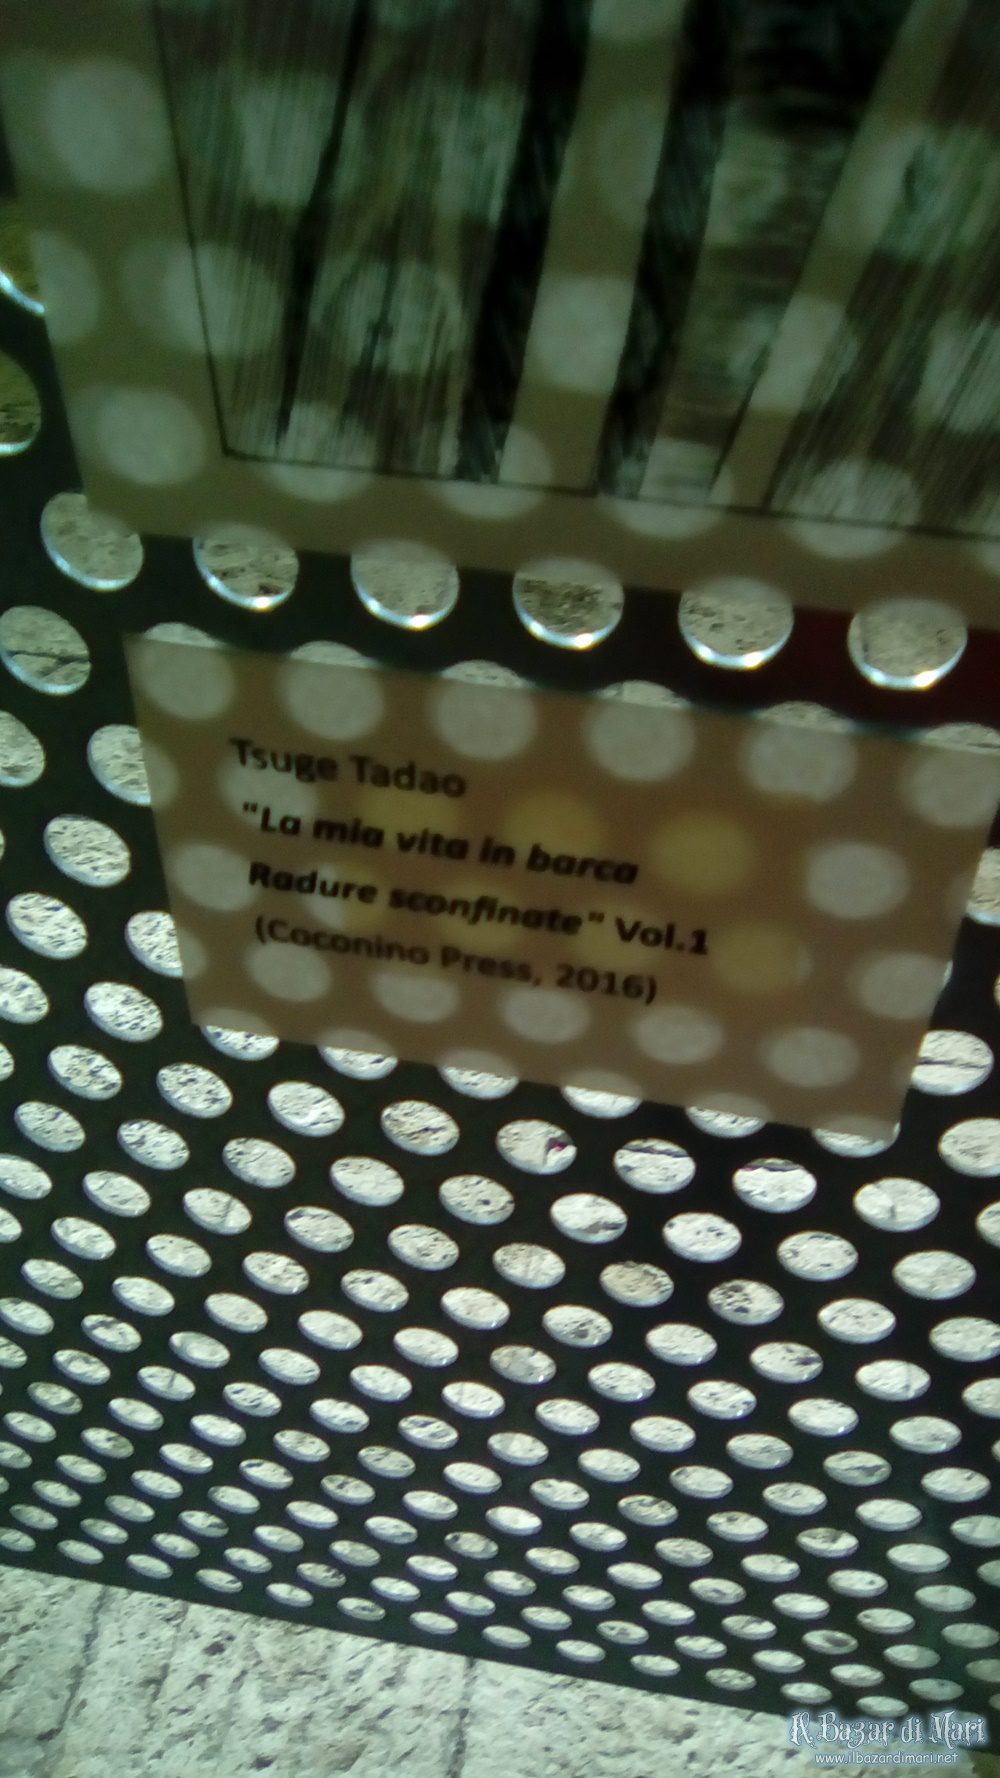 Tsuge Tadao
"La mia vita in barca
Radure sconfinate" Vol.1
(Coconino Press, 2016)
Il Bazar di Mari
www.ilbazardimari.net